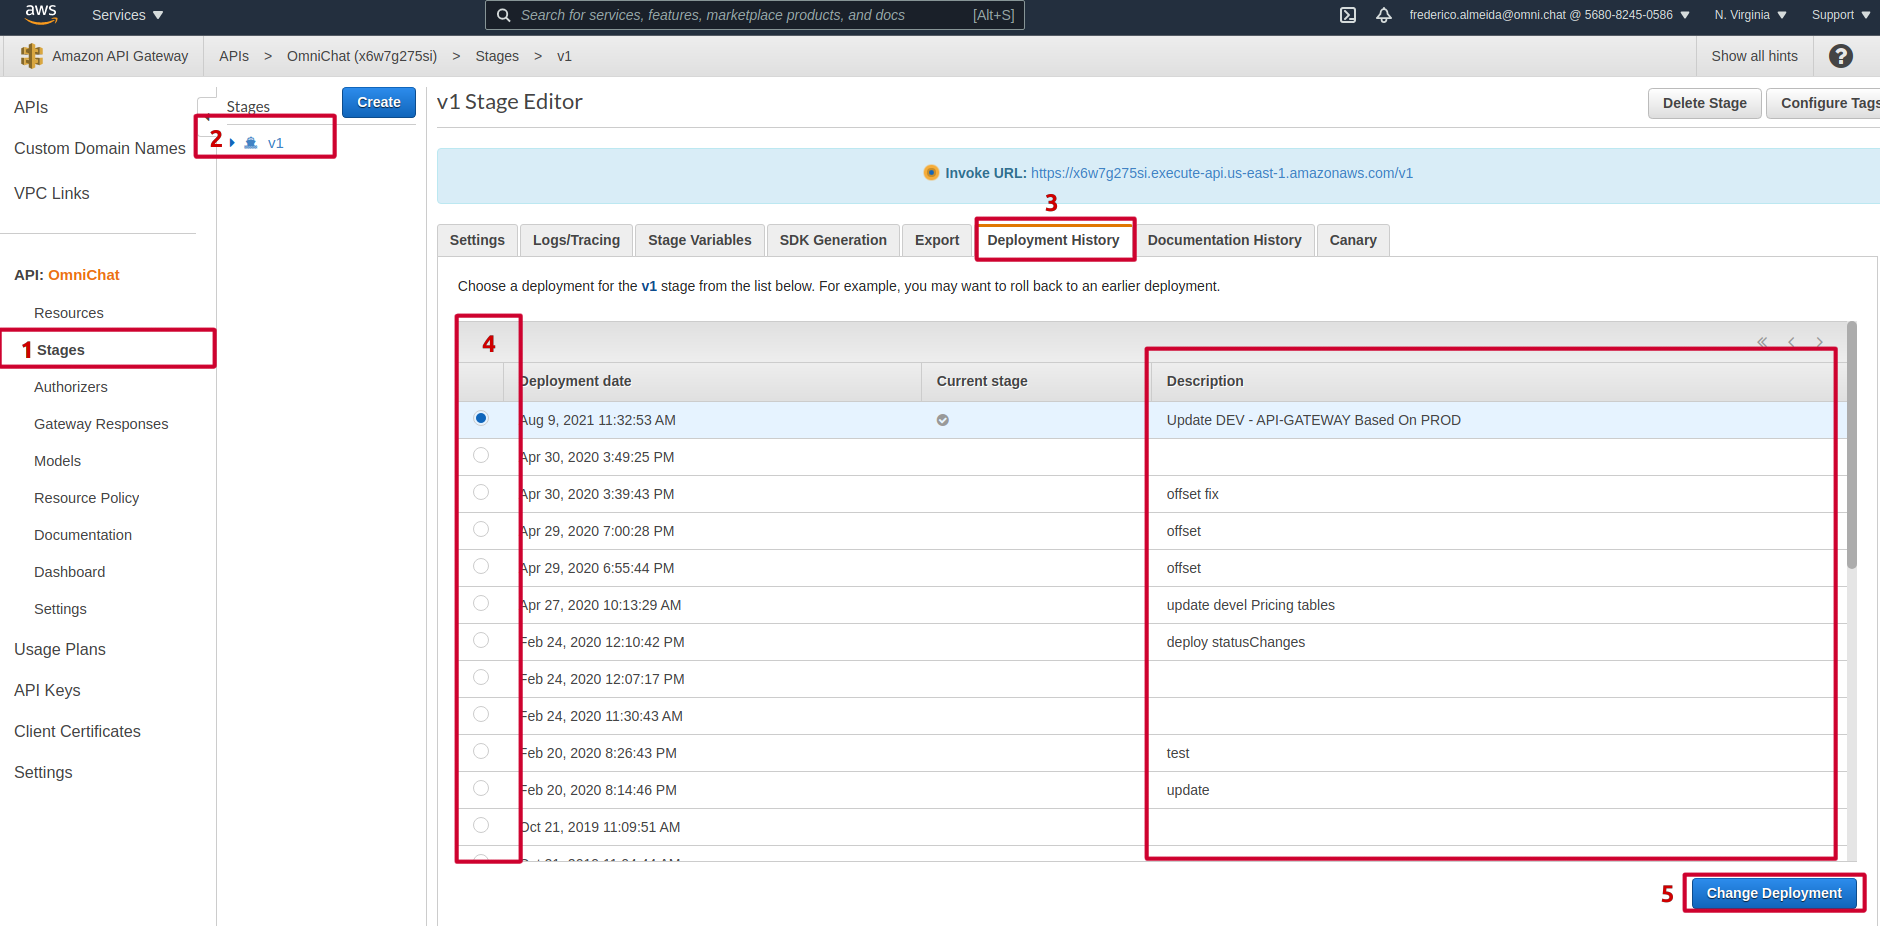 aws Services Search for services, features, marketplace products, and docs [Alt+S] frederico.almeida@omni.chat @ 5680-8245-0586 N. Virginia Support
Amazon API Gateway APIs > OmniChat (x6w7g275si) > Stages > v1 Show all hints ?
APIs
Custom Domain Names
VPC Links
API: OmniChat
Resources
1 Stages
Authorizers
Gateway Responses
Models
Resource Policy
Documentation
Dashboard
Settings
Usage Plans
API Keys
Client Certificates
Settings
Stages Create
2 v1
v1 Stage Editor Delete Stage Configure Tags
Invoke URL: https://x6w7g275si.execute-api.us-east-1.amazonaws.com/v1
3
Settings Logs/Tracing Stage Variables SDK Generation Export Deployment History Documentation History Canary
Choose a deployment for the v1 stage from the list below. For example, you may want to roll back to an earlier deployment.
4 « ‹ ›
Deployment date Current stage Description
Aug 9, 2021 11:32:53 AM Update DEV - API-GATEWAY Based On PROD
Apr 30, 2020 3:49:25 PM
Apr 30, 2020 3:39:43 PM offset fix
Apr 29, 2020 7:00:28 PM offset
Apr 29, 2020 6:55:44 PM offset
Apr 27, 2020 10:13:29 AM update devel Pricing tables
Feb 24, 2020 12:10:42 PM deploy statusChanges
Feb 24, 2020 12:07:17 PM
Feb 24, 2020 11:30:43 AM
Feb 20, 2020 8:26:43 PM test
Feb 20, 2020 8:14:46 PM update
Oct 21, 2019 11:09:51 AM
5 Change Deployment